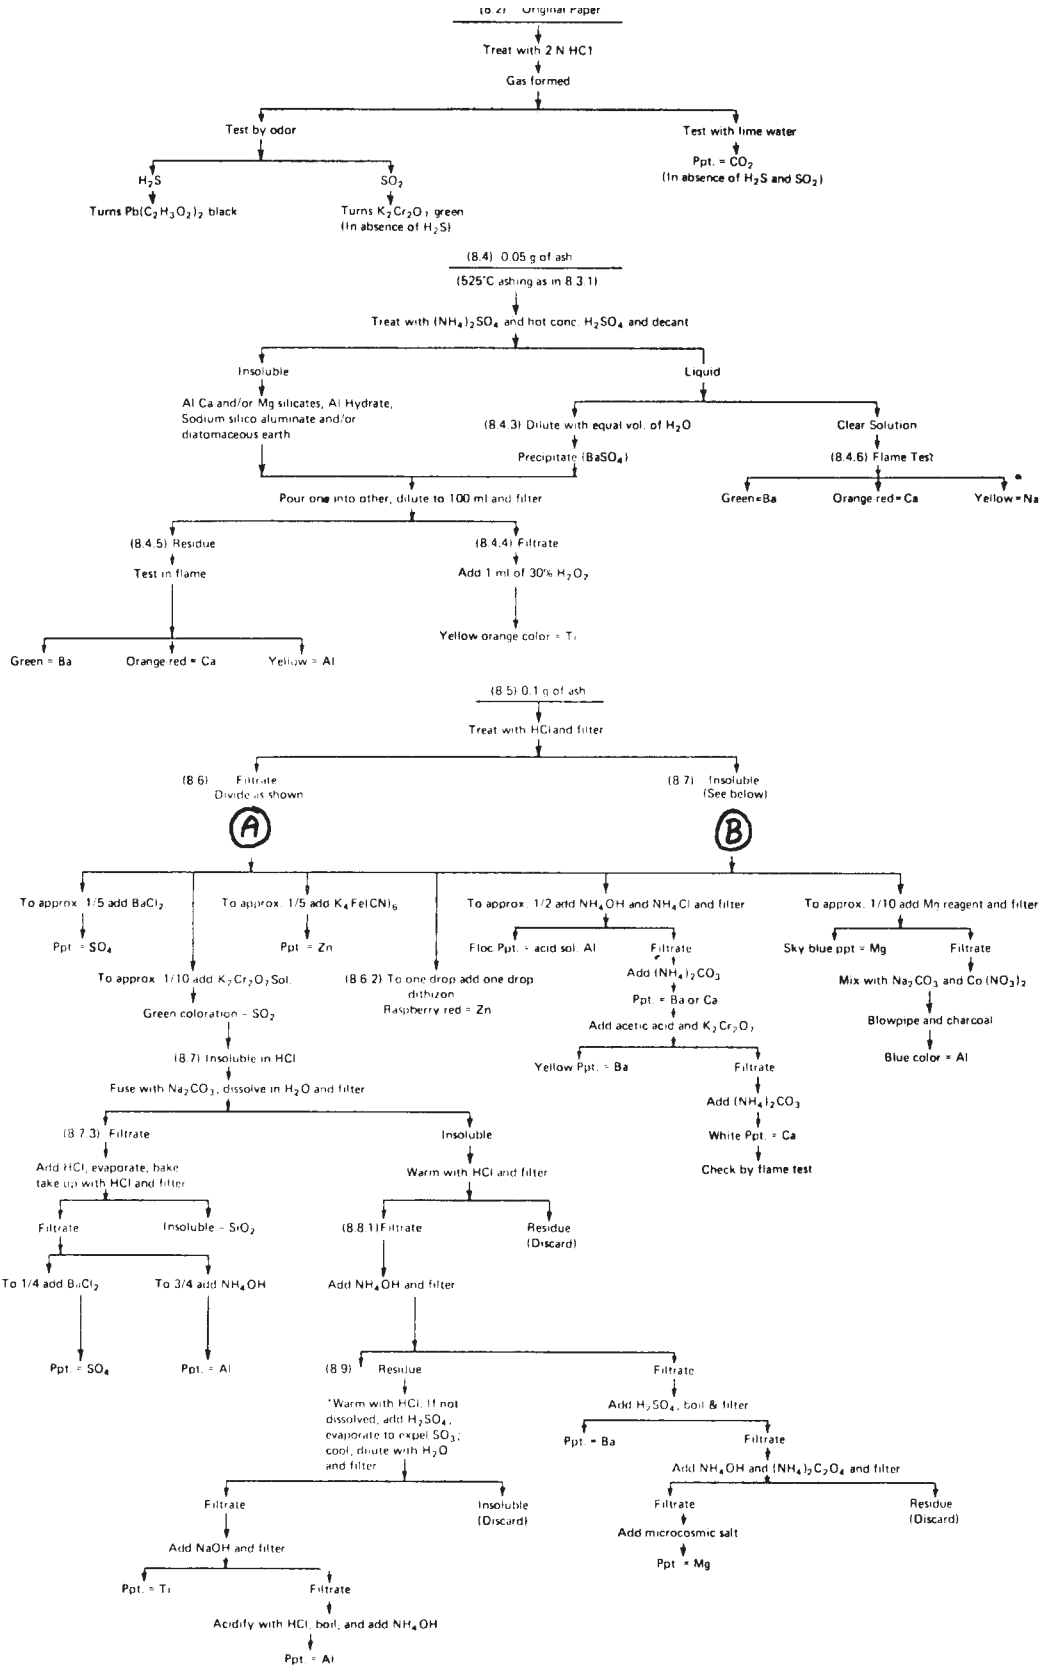 (8.2) Original Paper
Treat with 2 N HCl
Gas formed
Test by odor
Test with lime water
H2S
SO2
Ppt. = CO2
(In absence of H2S and SO2)
Turns Pb(C2H3O2)2 black
Turns K2Cr2O7 green
(In absence of H2S)
(8.4) 0.05 g of ash
(525°C ashing as in 8.3.1)
Treat with (NH4)2SO4 and hot conc. H2SO4 and decant
Insoluble
Liquid
Al Ca and/or Mg silicates, Al Hydrate,
Sodium silico aluminate and/or
diatomaceous earth
(8.4.3) Dilute with equal vol. of H2O
Precipitate (BaSO4)
Clear Solution
(8.4.6) Flame Test
Green=Ba
Orange red = Ca
Yellow = Na
Pour one into other, dilute to 100 ml and filter
(8.4.5) Residue
Test in flame
(8.4.4) Filtrate
Add 1 ml of 30% H2O2
Yellow orange color = Ti
Green = Ba
Orange red = Ca
Yellow = Al
(8.5) 0.1 g of ash
Treat with HCl and filter
(8.6) Filtrate
Divide as shown
(8.7) Insoluble
(See below)
A
B
To approx. 1/5 add BaCl2
Ppt = SO4
To approx. 1/5 add K4Fe(CN)6
Ppt = Zn
To approx. 1/2 add NH4OH and NH4Cl and filter
Floc Ppt. = acid sol. Al
Filtrate
To approx. 1/10 add Mg reagent and filter
Sky blue ppt = Mg
Filtrate
To approx. 1/10 add K2Cr2O7 Sol.
Green coloration - SO2
(8.6.2) To one drop add one drop
dithizon
Raspberry red = Zn
Add (NH4)2CO3
Ppt = Ba or Ca
Add acetic acid and K2Cr2O7
Yellow Ppt. = Ba
Filtrate
Add (NH4)2CO3
White Ppt. = Ca
Check by flame test
Mix with Na2CO3 and Co (NO3)2
Blowpipe and charcoal
Blue color = Al
(8.7) Insoluble in HCl
Fuse with Na2CO3, dissolve in H2O and filter
(8.7.3) Filtrate
Add HCl, evaporate, bake
take up with HCl and filter
Insoluble
Warm with HCl and filter
Filtrate
Insoluble - SiO2
(8.8.1) Filtrate
Residue
(Discard)
To 1/4 add BaCl2
To 3/4 add NH4OH
Add NH4OH and filter
Ppt. = SO4
Ppt. = Al
(8.9) Residue
Filtrate
*Warm with HCl. If not
dissolved, add H2SO4,
evaporate to expel SO3;
cool, dilute with H2O
and filter
Add H2SO4, boil & filter
Ppt. = Ba
Filtrate
Add NH4OH and (NH4)2C2O4 and filter
Filtrate
Insoluble
(Discard)
Filtrate
Residue
(Discard)
Add microcosmic salt
Ppt = Mg
Add NaOH and filter
Ppt. = Ti
Filtrate
Acidify with HCl, boil, and add NH4OH
Ppt. = Al